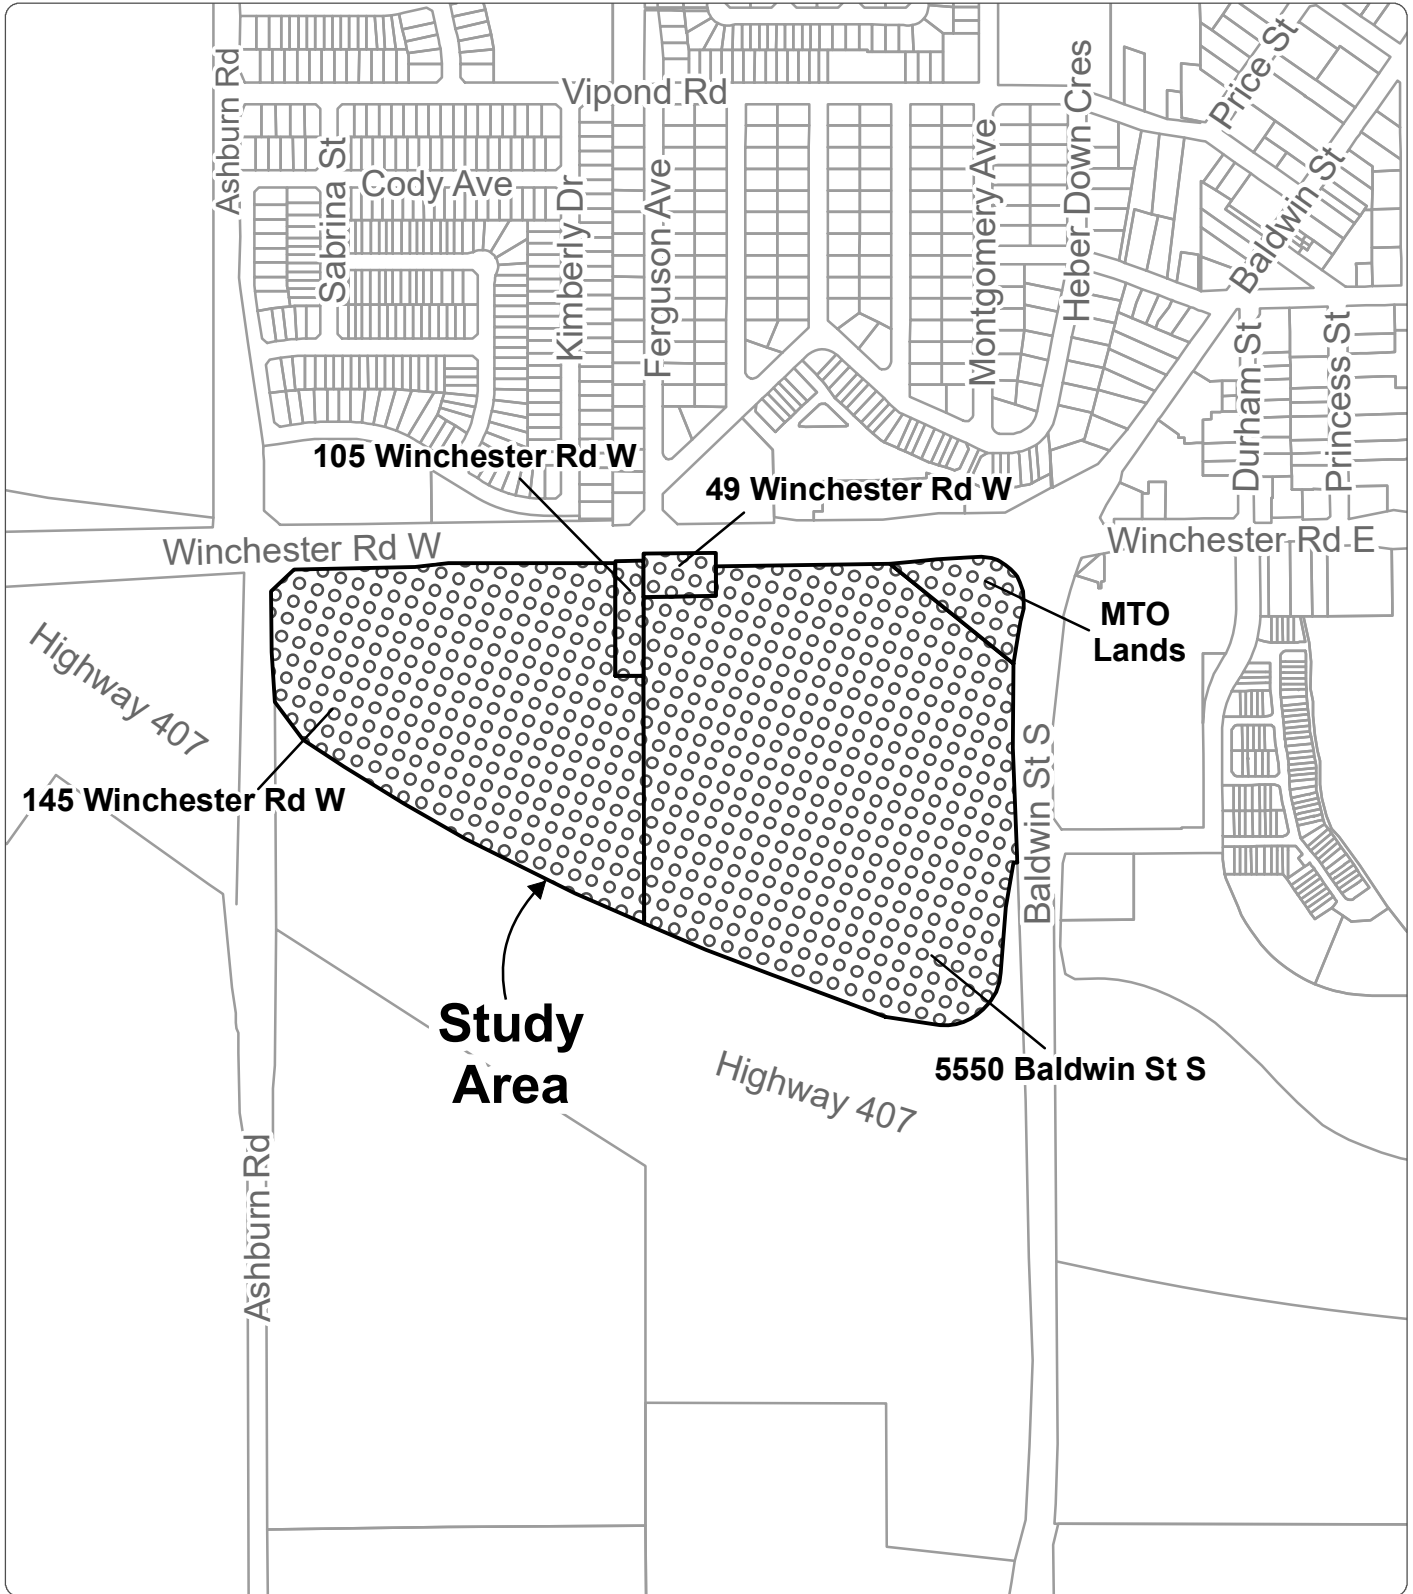 Ashburn Rd
Vipond Rd
Price St
Heber Down Cres
Montgomery Ave
Baldwin St
Sabrina St
Cody Ave
Kimberly Dr
Ferguson Ave
Durham St
Princess St
105 Winchester Rd W
49 Winchester Rd W
Winchester Rd W
Winchester Rd E
MTO
Lands
Highway 407
145 Winchester Rd W
Baldwin St S
Study
Area
5550 Baldwin St S
Highway 407
Ashburn Rd